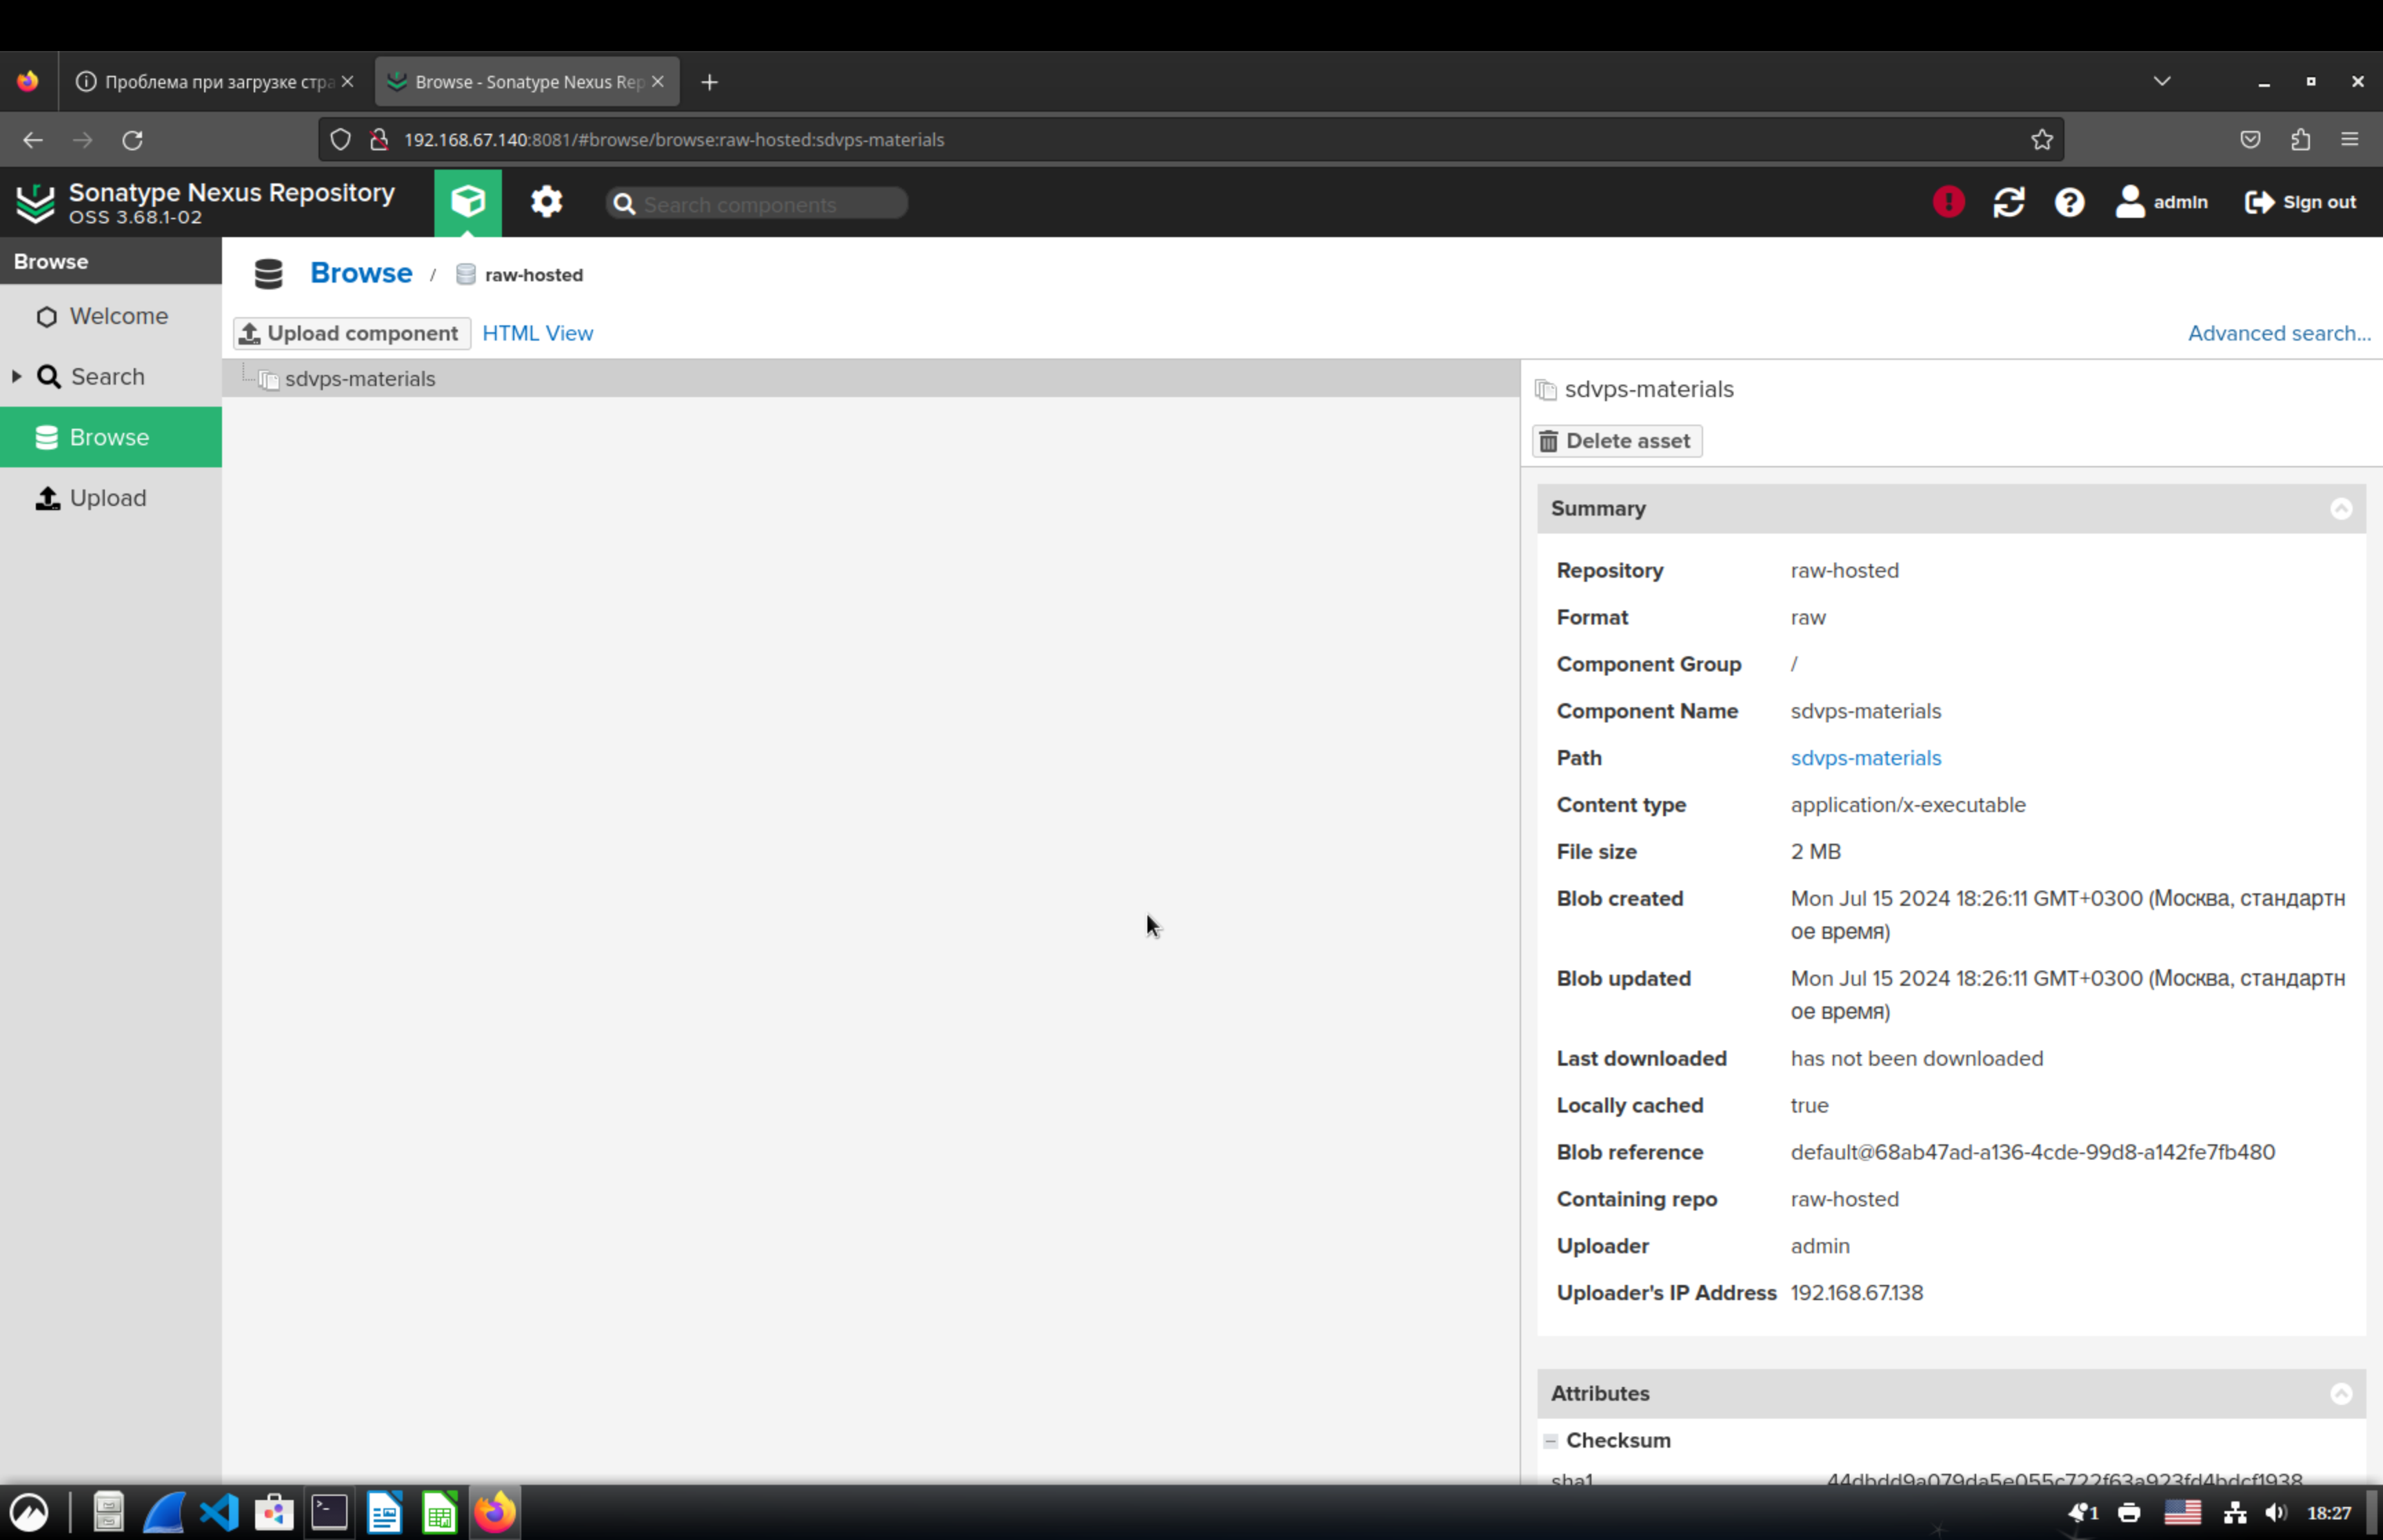 Проблема при загрузке стра
Browse - Sonatype Nexus Rep
192.168.67.140:8081/#browse/browse:raw-hosted:sdvps-materials
Sonatype Nexus Repository
OSS 3.68.1-02
Search components
admin
Sign out
Browse
Welcome
Search
Browse
Upload
Browse / raw-hosted
Upload component
HTML View
Advanced search...
sdvps-materials
sdvps-materials
Delete asset
Summary
Repository raw-hosted
Format raw
Component Group /
Component Name sdvps-materials
Path sdvps-materials
Content type application/x-executable
File size 2 MB
Blob created Mon Jul 15 2024 18:26:11 GMT+0300 (Москва, стандартн
ое время)
Blob updated Mon Jul 15 2024 18:26:11 GMT+0300 (Москва, стандартн
ое время)
Last downloaded has not been downloaded
Locally cached true
Blob reference default@68ab47ad-a136-4cde-99d8-a142fe7fb480
Containing repo raw-hosted
Uploader admin
Uploader's IP Address 192.168.67.138
Attributes
Checksum
sha1 44dbdd9a079da5e055c722f63a923fd4bdcf1938
1
18:27